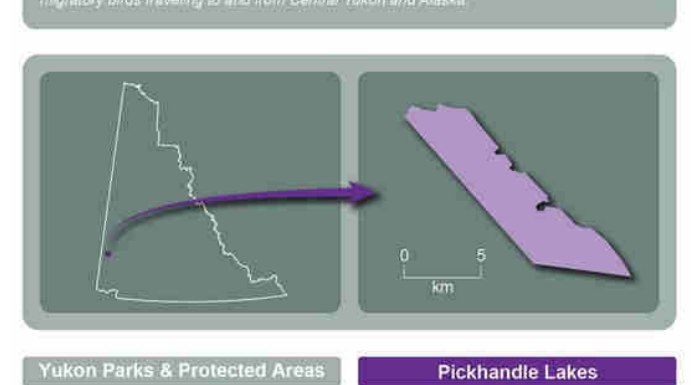 migratory birds traveling to and from Central Yukon and Alaska.
0 5
km
Yukon Parks & Protected Areas
Pickhandle Lakes